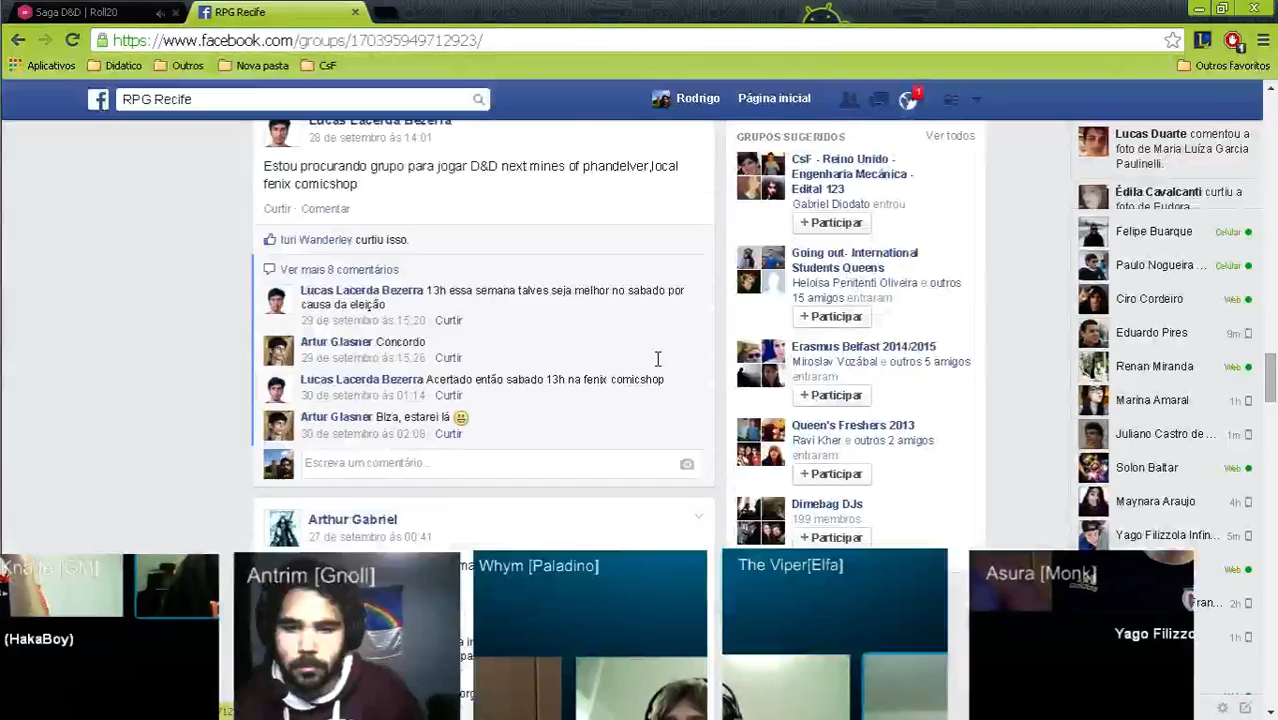 Saga D&D | Roll20
RPG Recife
https://www.facebook.com/groups/170395949712923/
Aplicativos
Didatico
Outros
Nova pasta
CsF
Outros favoritos
RPG Recife
Rodrigo
Página inicial
1
Lucas Lacerda Bezerra
28 de setembro às 14:01
Estou procurando grupo para jogar D&D next mines of phandelver,local
fenix comicshop
Curtir · Comentar
Iuri Wanderley curtiu isso.
Ver mais 8 comentários
Lucas Lacerda Bezerra 13h essa semana talves seja melhor no sabado por
causa da eleição
29 de setembro às 15:20 · Curtir
Artur Glasner Concordo
29 de setembro às 15:26 · Curtir
Lucas Lacerda Bezerra Acertado então sabado 13h na fenix comicshop
30 de setembro às 01:14 · Curtir
Artur Glasner Blza, estarei lá
30 de setembro às 02:08 · Curtir
Escreva um comentário...
Arthur Gabriel
27 de setembro às 00:41
GRUPOS SUGERIDOS
Ver todos
CsF - Reino Unido -
Engenharia Mecânica -
Edital 123
Gabriel Diodato entrou
+ Participar
Going out- International
Students Queens
Heloisa Penitenti Oliveira e outros
15 amigos entraram
+ Participar
Erasmus Belfast 2014/2015
Miroslav Vozábal e outros 5 amigos
entraram
+ Participar
Queen's Freshers 2013
Ravi Kher e outros 2 amigos
entraram
+ Participar
Dimebag DJs
199 membros
+ Participar
Lucas Duarte comentou a
foto de Maria Luiza Garcia
Paulinelli.
Édila Cavalcanti curtiu a
foto de Eudora
Felipe Buarque Celular
Paulo Nogueira ... Celular
Ciro Cordeiro Web
Eduardo Pires 9m
Renan Miranda Web
Marina Amaral 1h
Juliano Castro de... 1m
Solon Baltar Web
Maynara Araujo 4h
Yago Filizzola Infin... 5m
Web
Fran... 2h
1h
[GM]
(HakaBoy)
Antrim [Gnoll]
Whym [Paladino]
The Viper[Elfa]
Asura [Monk]
Yago Filizzo